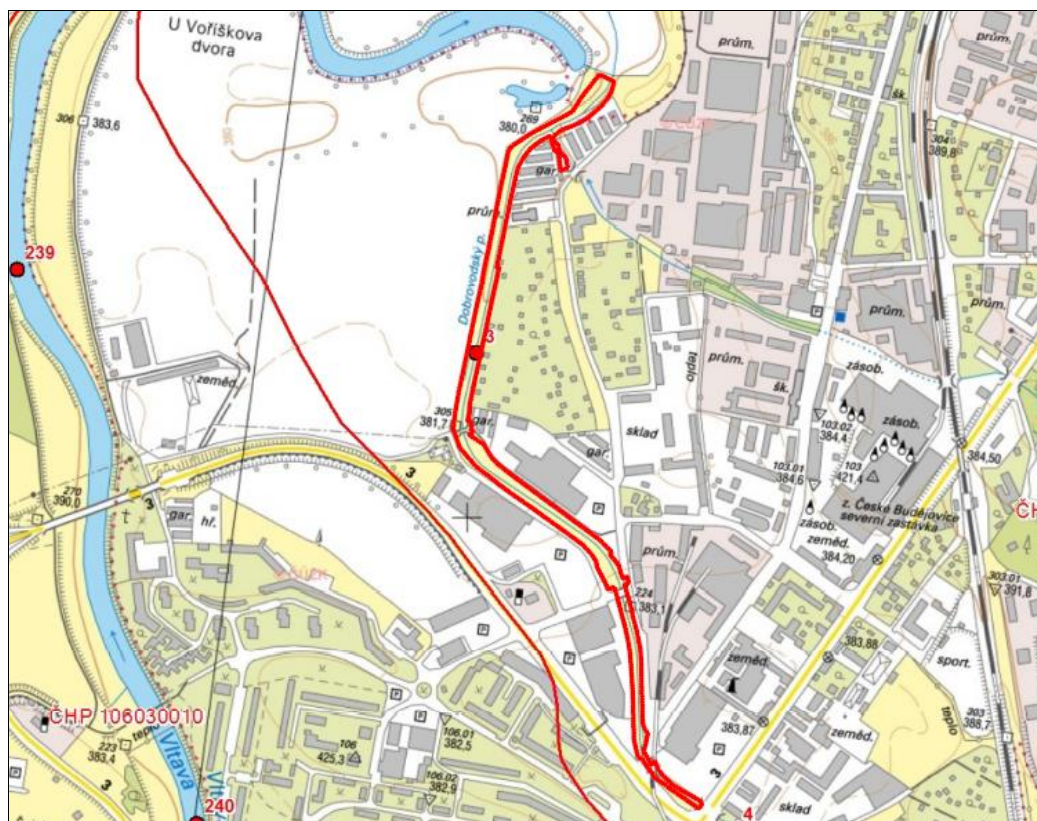 U Voříškova
dvora
prům.
prům.
šk.
306
383,6
269
380,0
304
389,8
prům.
gar.
prům.
239
Dobrovodský p.
3
prům.
prům.
teplo
prům.
šk.
zásob.
zeměd.
305
381,7
gar.
sklad
103.02
384,4
zásob.
384,50
gar.
103.01
384,6
103
421,4
270
390,0
3
3
z. České Budějovice
severní zastávka
gar.
hř.
zásob.
zeměd.
384,20
ČH
prům.
224
383,1
303.01
391,8
383,88
zeměd.
sport.
ČHP 106030010
teplo
223
383,4
Vltava
3
106
425,3
106.01
382,5
106.02
382,9
383,87
3
zeměd.
303
388,7
teplo
240
4
sklad